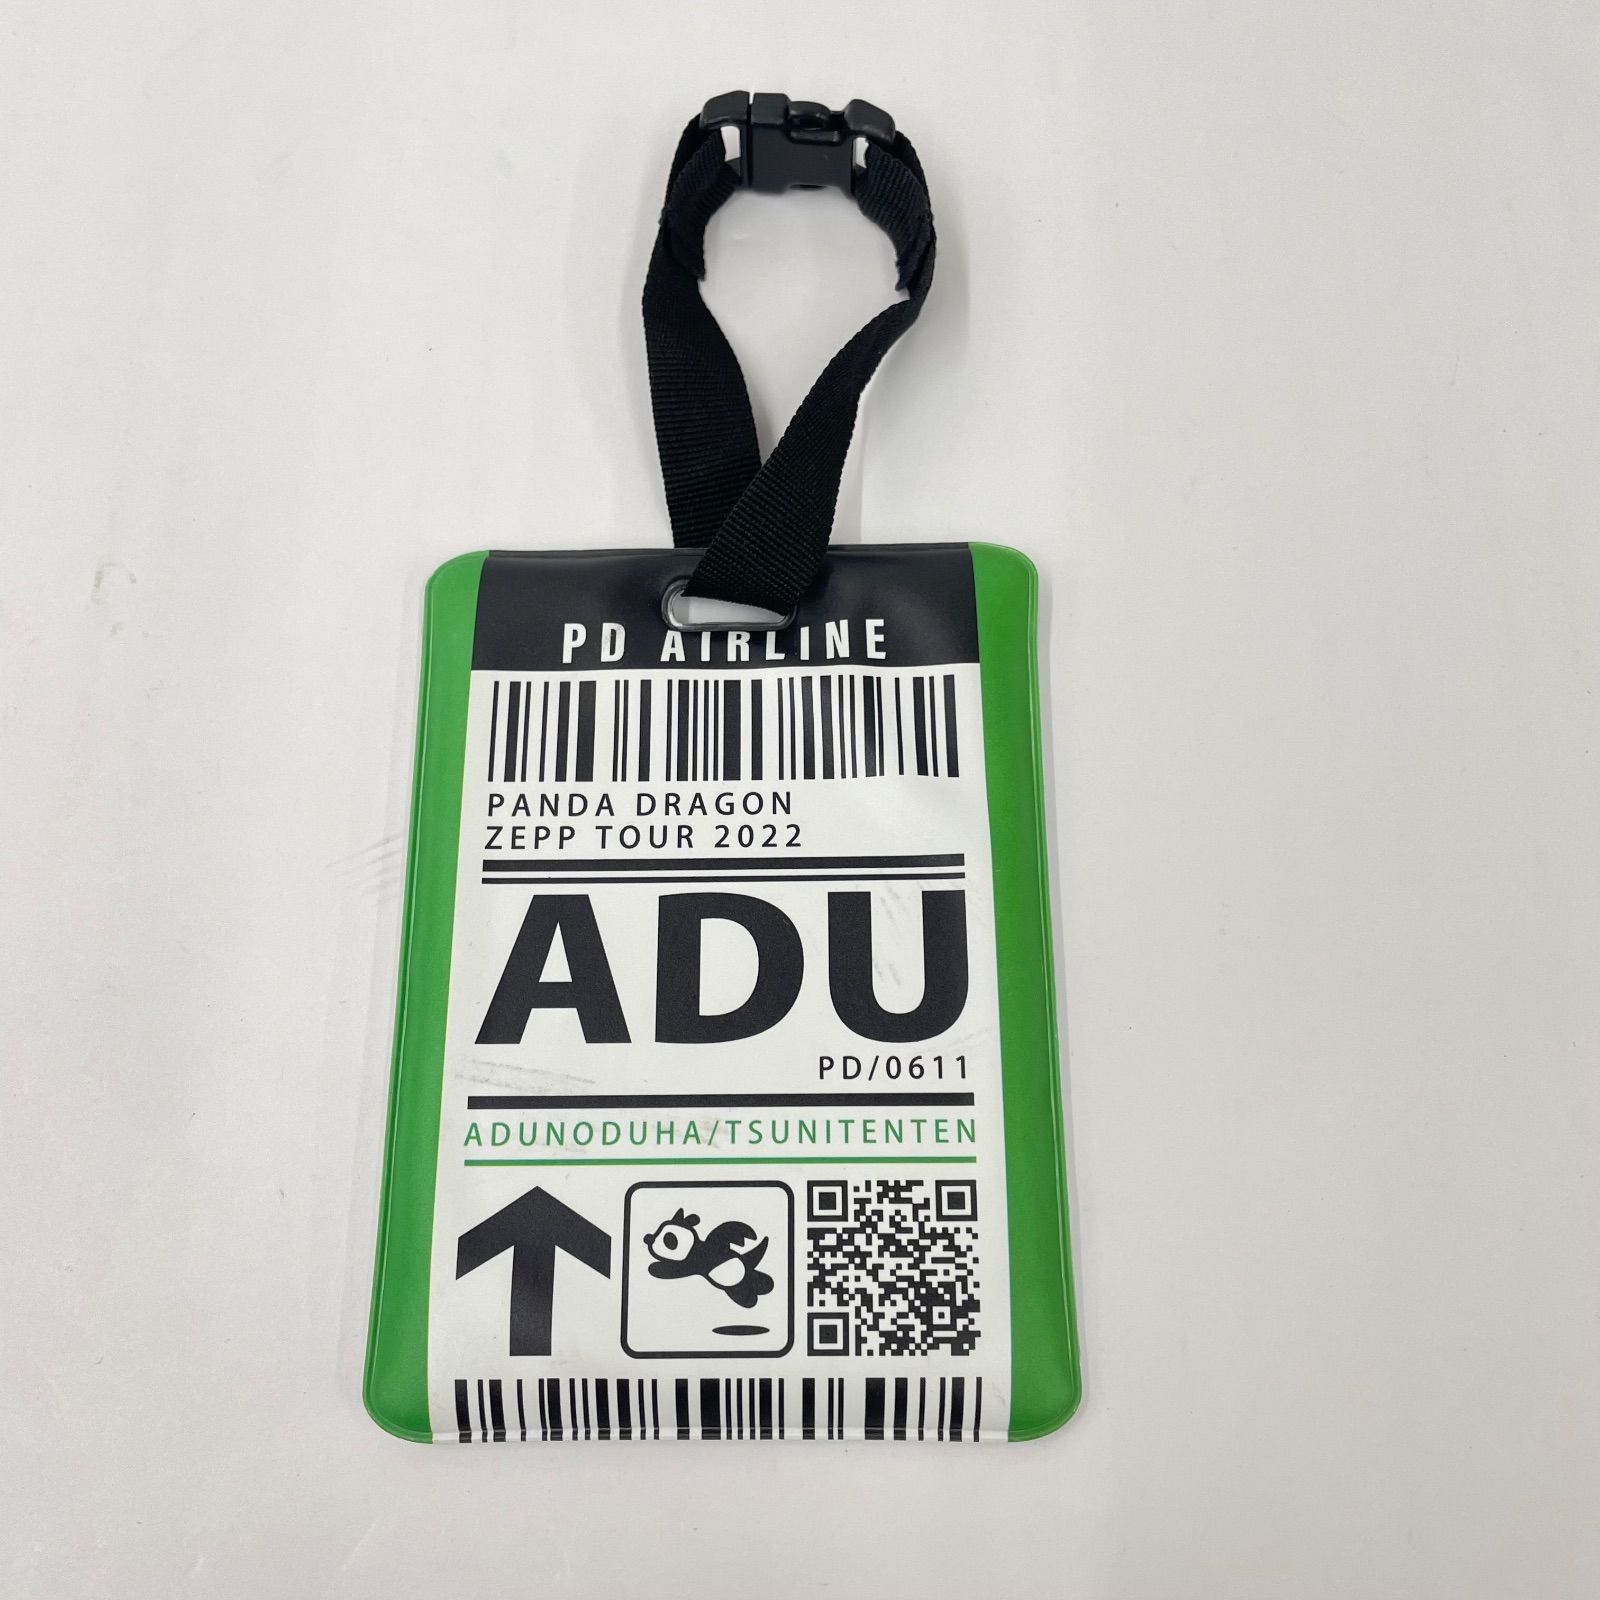 PD AIRLINE
PANDA DRAGON
ZEPP TOUR 2022
ADU
PD/0611
ADUNODUHA/TSUNITENTEN